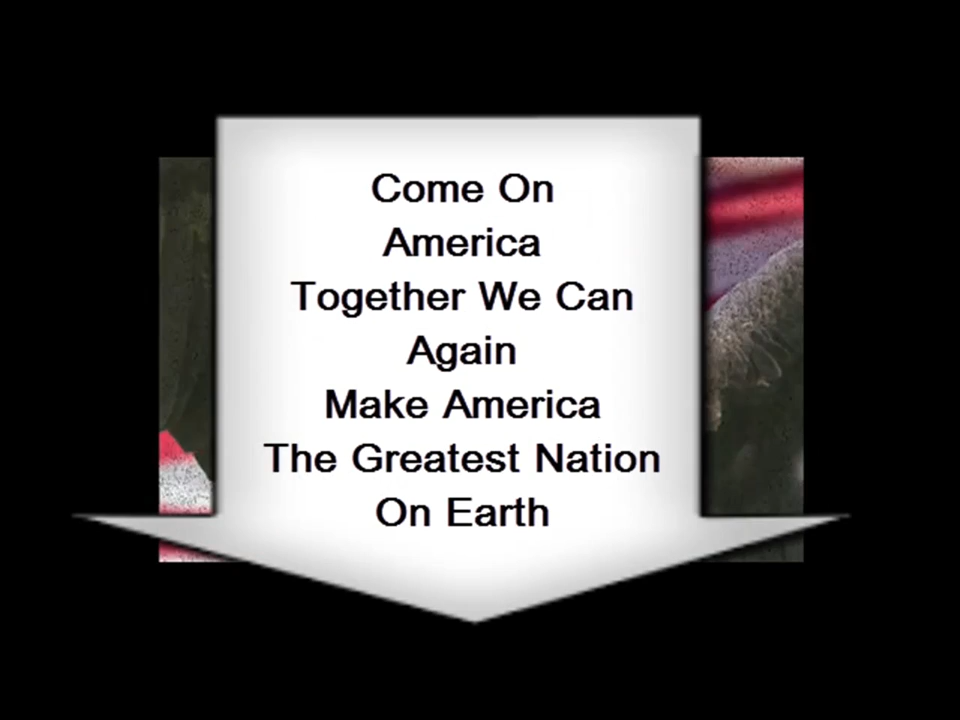 Come On
America
Together We Can
Again
Make America
The Greatest Nation
On Earth